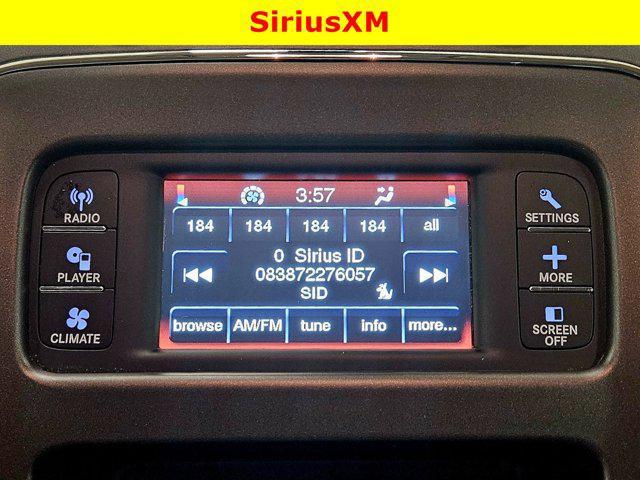 SiriusXM
3:57
184 184 184 184 all
0 Sirius ID
083872276057
SID
browse AM/FM tune info more...
RADIO
PLAYER
CLIMATE
SETTINGS
MORE
SCREEN
OFF